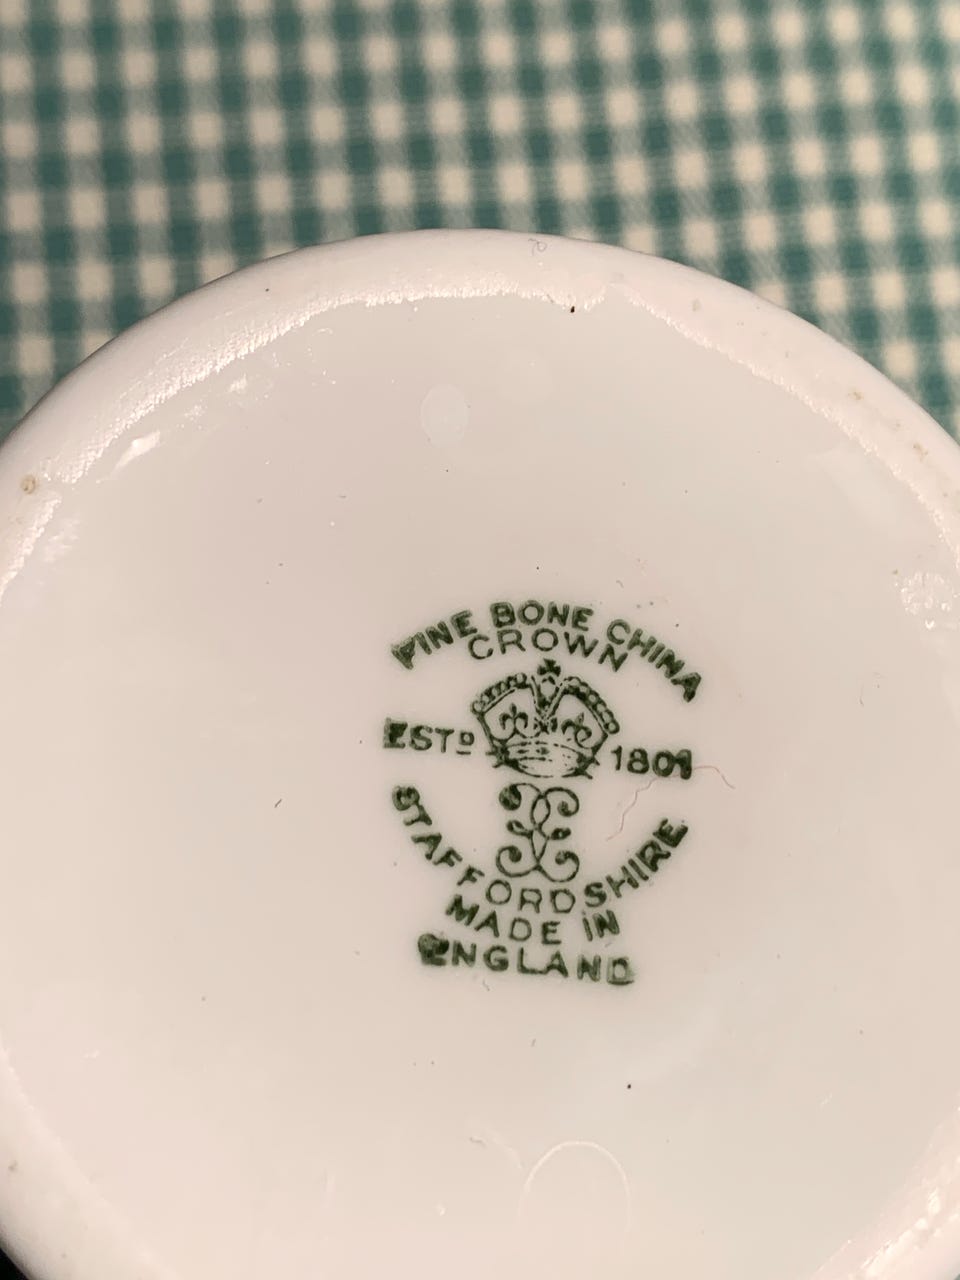 FINE BONE CHINA
CROWN
ESTD 1801
STAFFORDSHIRE
MADE IN
ENGLAND